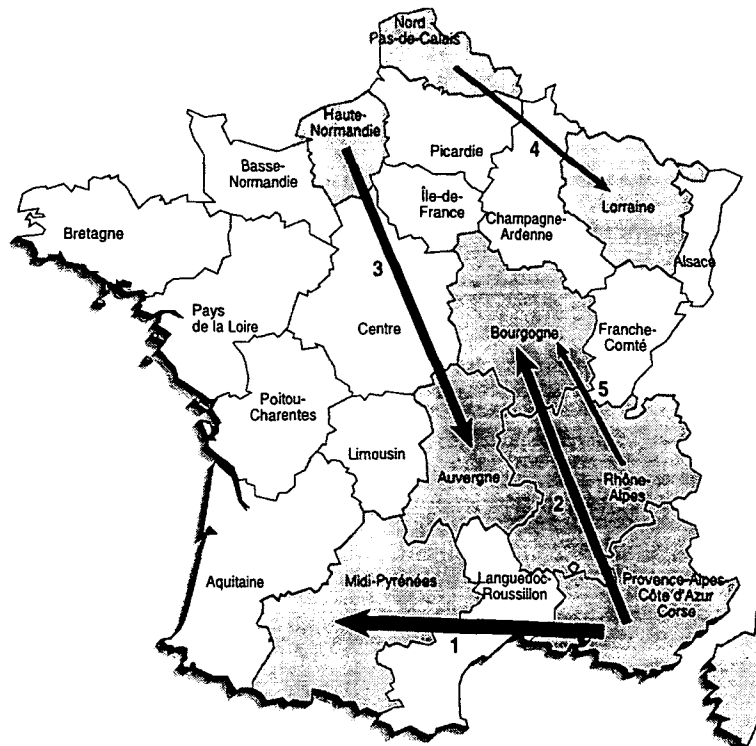 Nord
Pas-de-Calais
Haute-
Normandie
Picardie
4
Basse-
Normandie
Île-de-
France
Lorraine
Champagne-
Ardenne
Bretagne
Alsace
3
Pays
de la Loire
Centre
Bourgogne
Franche-
Comté
5
Poitou-
Charentes
Limousin
Auvergne
Rhône-
Alpes
2
Aquitaine
Midi-Pyrénées
Languedoc-
Roussillon
Provence-Alpes
Côte d'Azur
Corse
1